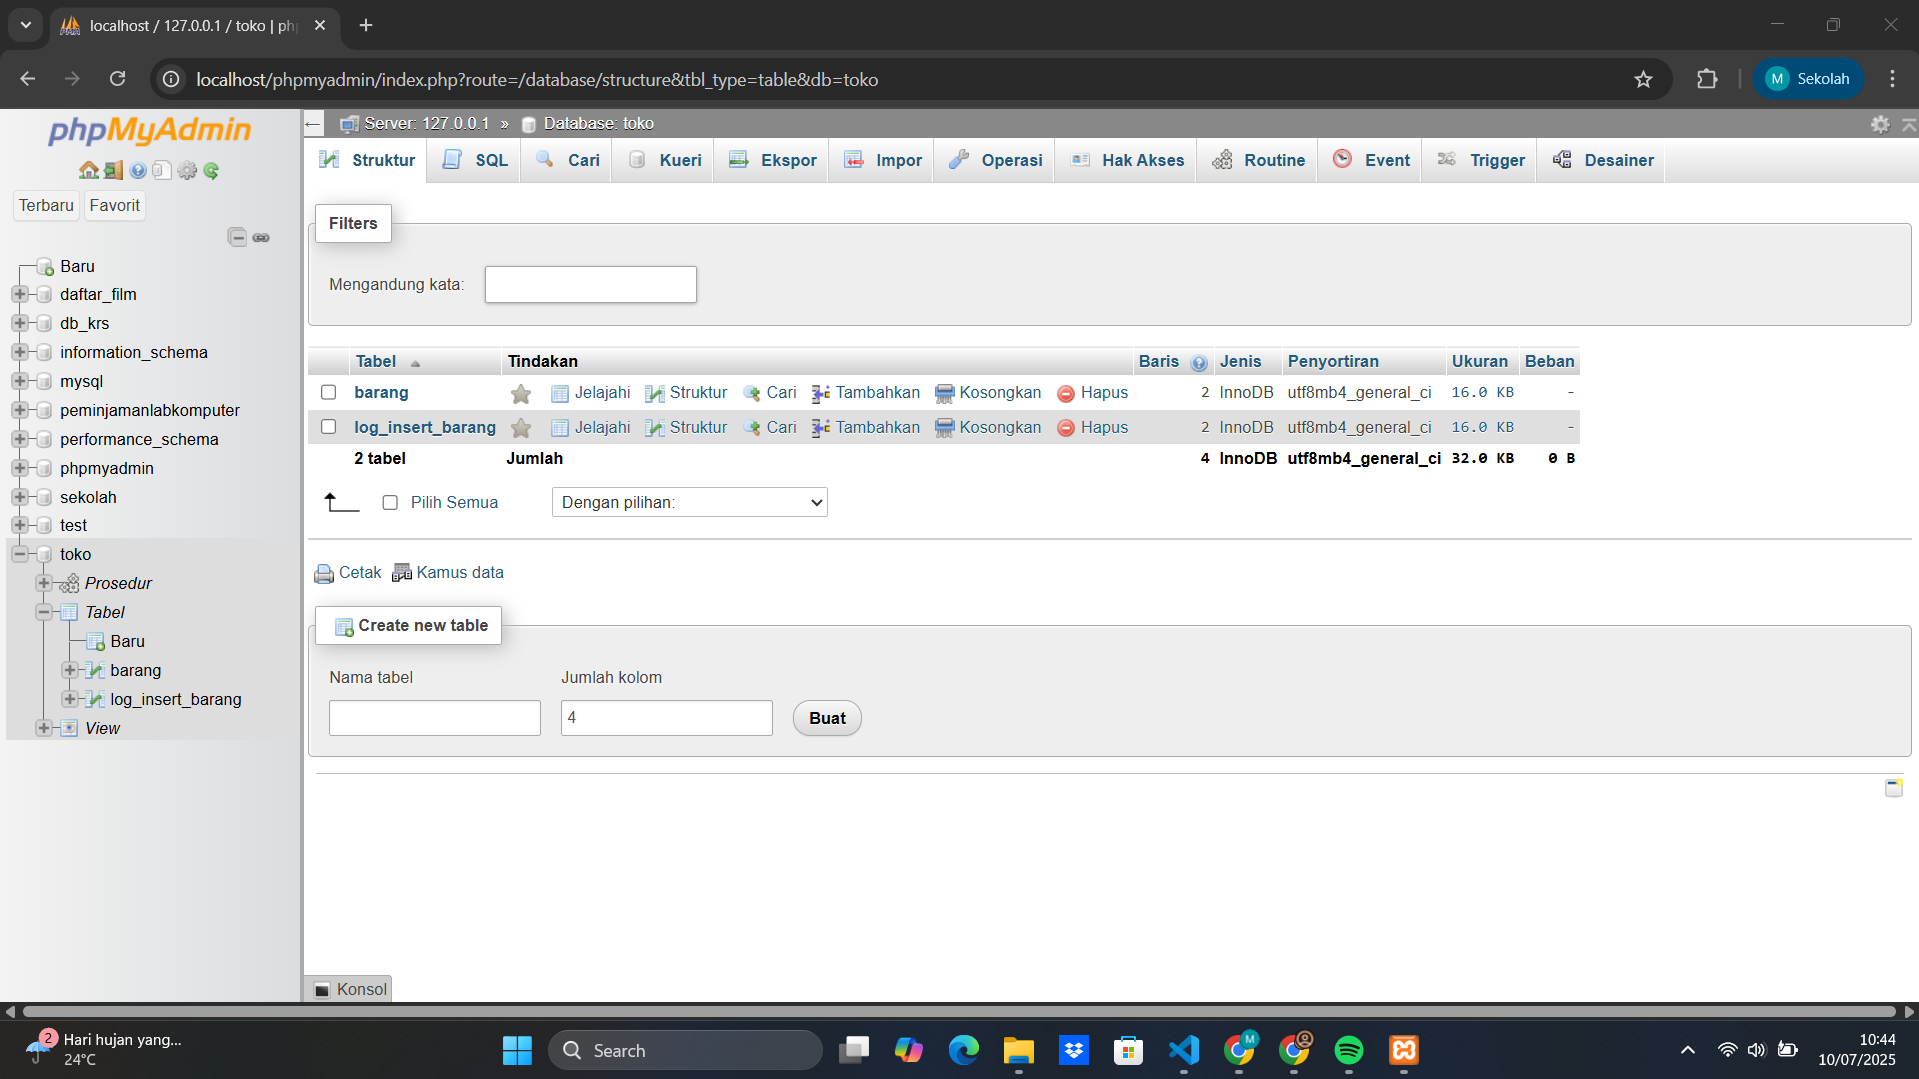 localhost / 127.0.0.1 / toko | ph
localhost/phpmyadmin/index.php?route=/database/structure&tbl_type=table&db=toko
M Sekolah
phpMyAdmin
Terbaru Favorit
Baru
daftar_film
db_krs
information_schema
mysql
peminjamanlabkomputer
performance_schema
phpmyadmin
sekolah
test
toko
Prosedur
Tabel
Baru
barang
log_insert_barang
View
Server: 127.0.0.1 » Database: toko
Struktur SQL Cari Kueri Ekspor Impor Operasi Hak Akses Routine Event Trigger Desainer
Filters
Mengandung kata:
Tabel Tindakan Baris Jenis Penyortiran Ukuran Beban
barang Jelajahi Struktur Cari Tambahkan Kosongkan Hapus 2 InnoDB utf8mb4_general_ci 16.0 KB -
log_insert_barang Jelajahi Struktur Cari Tambahkan Kosongkan Hapus 2 InnoDB utf8mb4_general_ci 16.0 KB -
2 tabel Jumlah 4 InnoDB utf8mb4_general_ci 32.0 KB 0 B
Pilih Semua Dengan pilihan:
Cetak Kamus data
Create new table
Nama tabel Jumlah kolom
4 Buat
Konsol
2 Hari hujan yang...
24°C
Search
M
10:44
10/07/2025